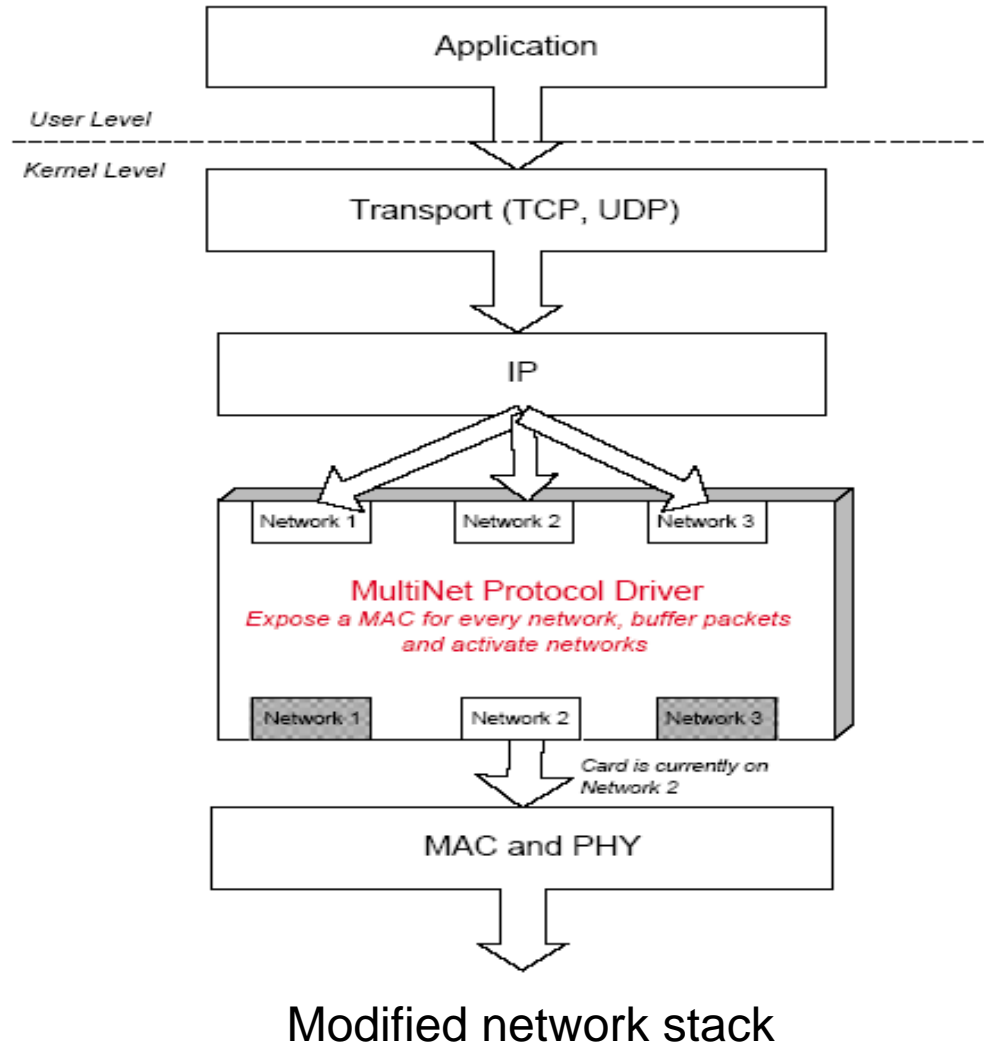 Application
User Level
Kernel Level
Transport (TCP, UDP)
IP
Network 1
Network 2
Network 3
MultiNet Protocol Driver
Expose a MAC for every network, buffer packets
and activate networks
Network 1
Network 2
Network 3
Card is currently on
Network 2
MAC and PHY
Modified network stack